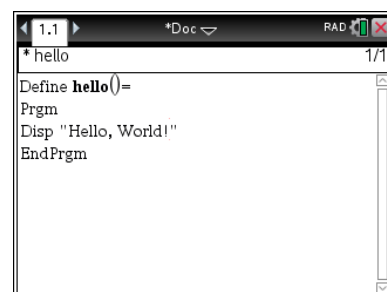 1.1 *Doc RAD
* hello 1/1
Define hello()=
Prgm
Disp "Hello, World!"
EndPrgm